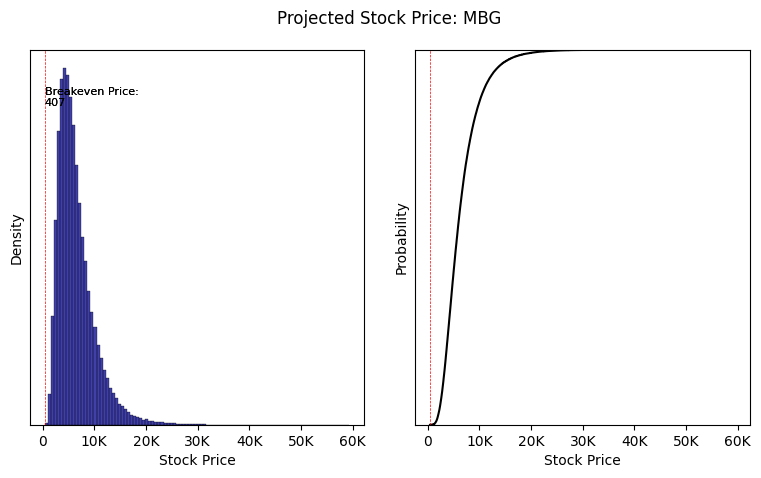 Projected Stock Price: MBG
Breakeven Price:
407
Density
0 10K 20K 30K 40K 50K 60K
Stock Price
Probability
0 10K 20K 30K 40K 50K 60K
Stock Price